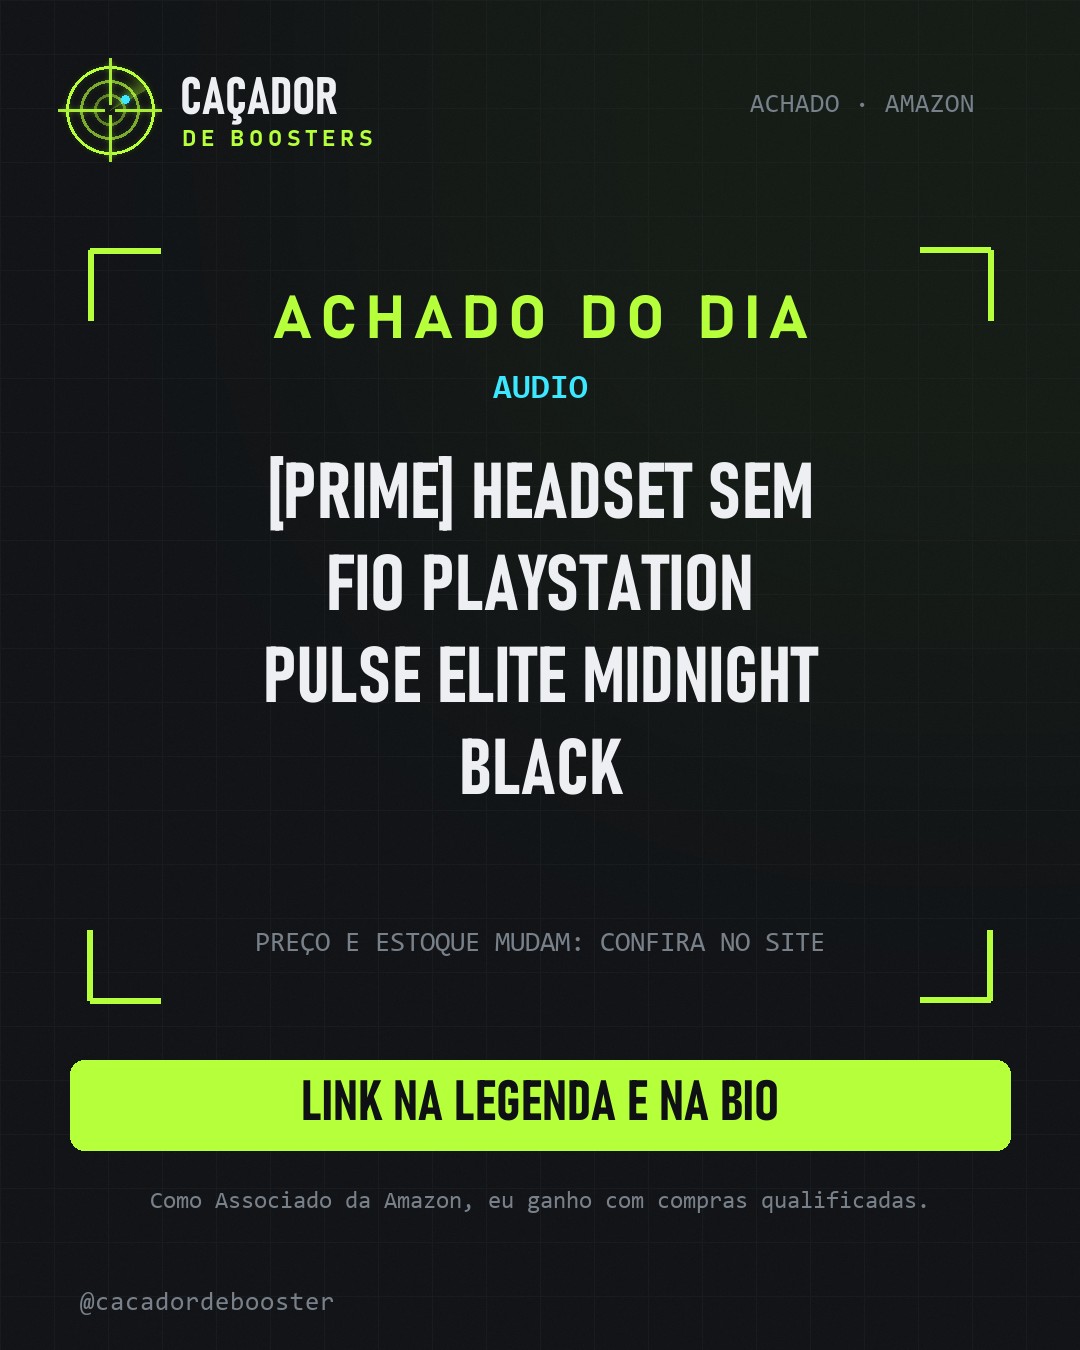 CAÇADOR
DE BOOSTERS
ACHADO · AMAZON
ACHADO DO DIA
AUDIO
[PRIME] HEADSET SEM
FIO PLAYSTATION
PULSE ELITE MIDNIGHT
BLACK
PREÇO E ESTOQUE MUDAM: CONFIRA NO SITE
LINK NA LEGENDA E NA BIO
Como Associado da Amazon, eu ganho com compras qualificadas.
@cacadordebooster